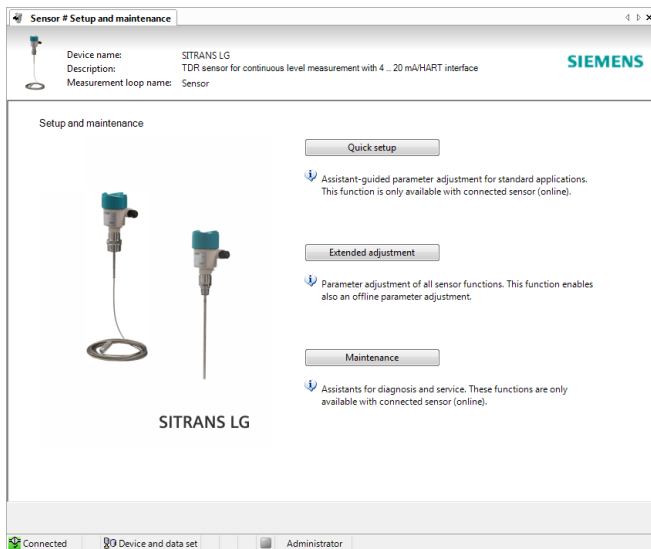 Sensor # Setup and maintenance
Device name: SITRANS LG
Description: TDR sensor for continuous level measurement with 4 .. 20 mA/HART interface
Measurement loop name: Sensor
SIEMENS
Setup and maintenance
Quick setup
Assistant-guided parameter adjustment for standard applications.
This function is only available with connected sensor (online).
Extended adjustment
Parameter adjustment of all sensor functions. This function enables
also an offline parameter adjustment.
Maintenance
Assistants for diagnosis and service. These functions are only
available with connected sensor (online).
SITRANS LG
Connected Device and data set Administrator